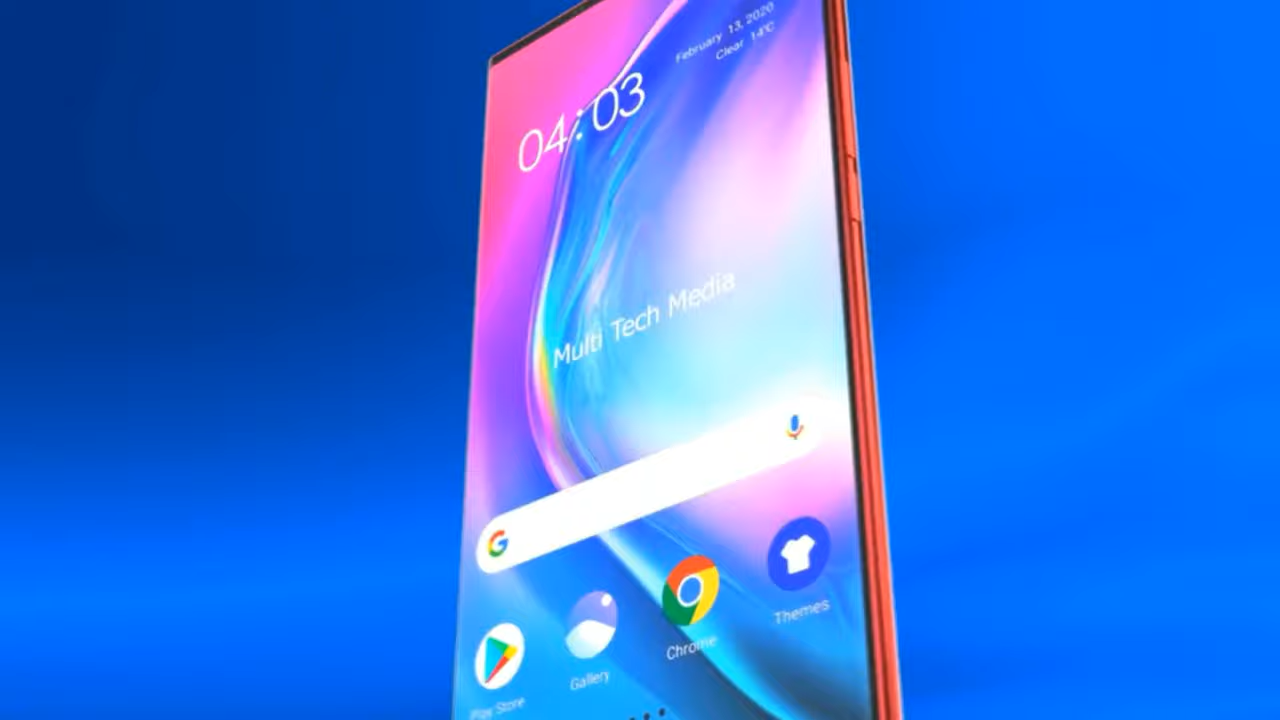 February 13, 2020
Clear 14°C
04:03
Multi Tech Media
G
Play Store
Gallery
Chrome
Themes